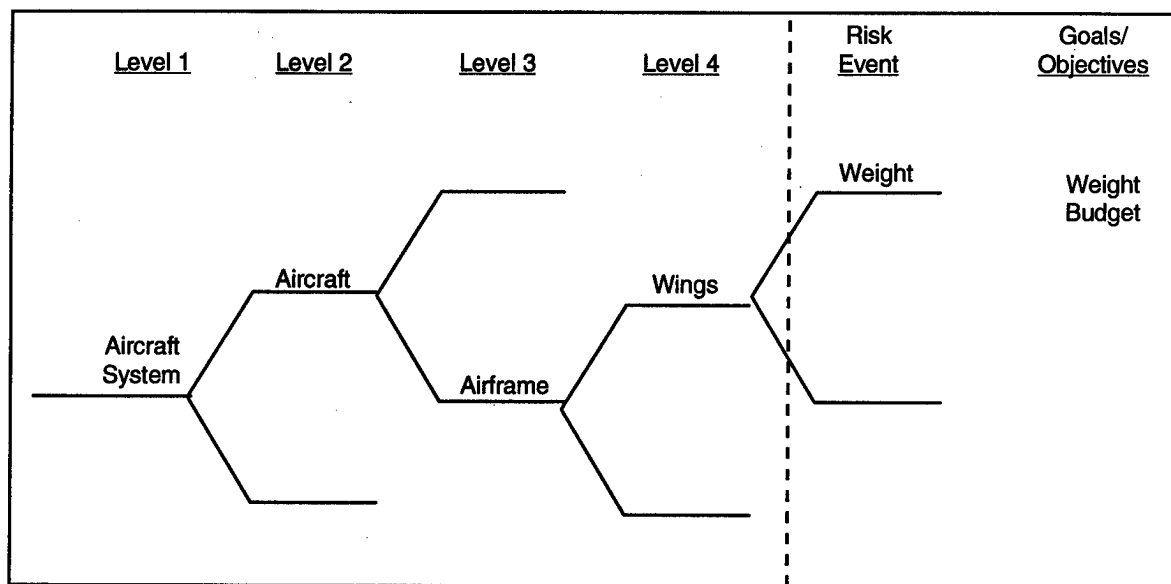 Level 1
Level 2
Level 3
Level 4
Risk
Event
Goals/
Objectives
Weight
Weight
Budget
Aircraft
Wings
Aircraft
System
Airframe